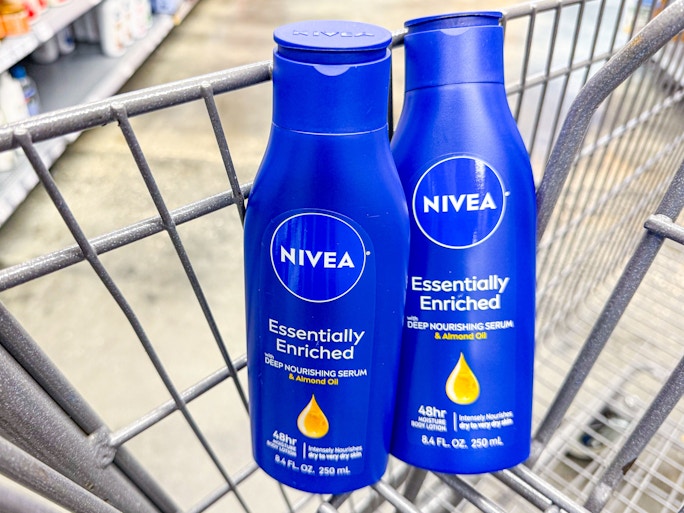 NIVEA
NIVEA
Essentially
Enriched
with
DEEP NOURISHING SERUM
& Almond Oil
48hr
MOISTURE
BODY LOTION
Intensely Nourishes
dry to very dry skin
8.4 FL. OZ. 250 mL
NIVEA
Essentially
Enriched
with
DEEP NOURISHING SERUM
& Almond Oil
48hr
MOISTURE
BODY LOTION
Intensely Nourishes
dry to very dry skin
8.4 FL. OZ. 250 mL